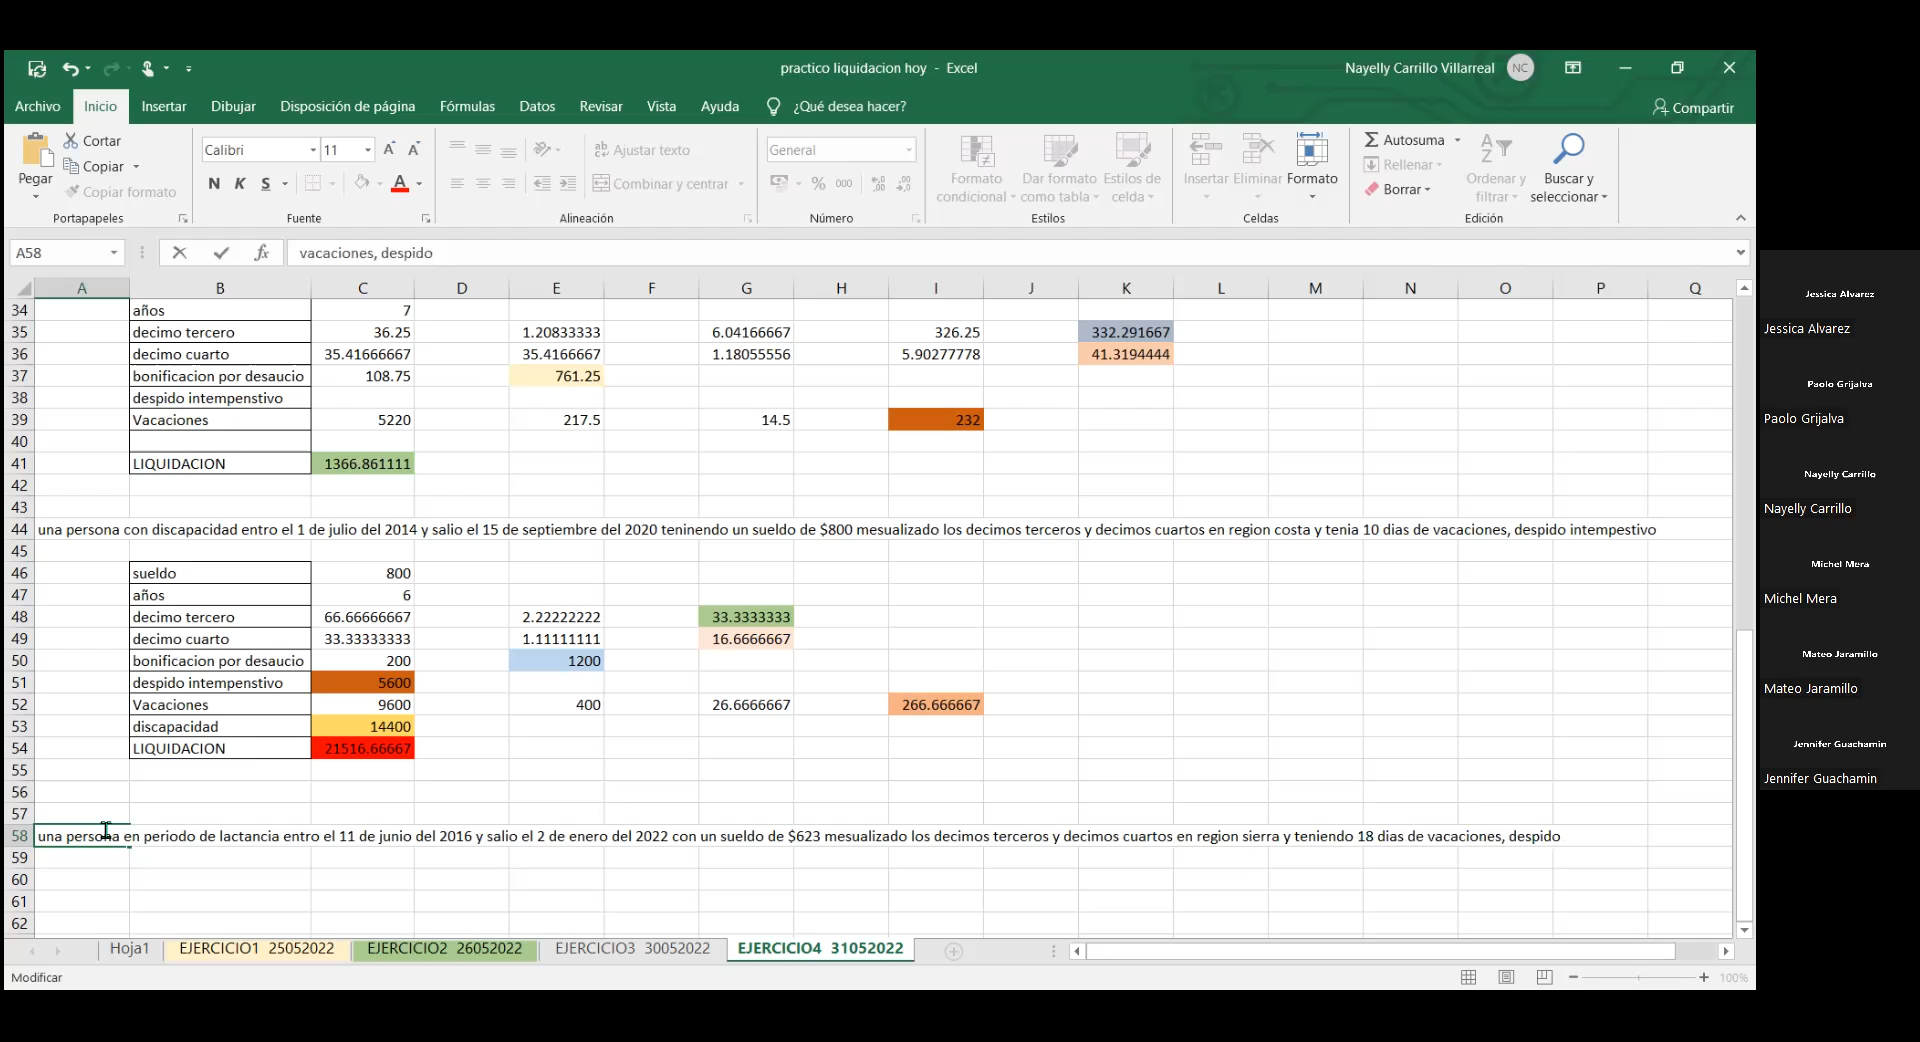 practico liquidacion hoy - Excel
Nayelly Carrillo Villarreal NC
Archivo Inicio Insertar Dibujar Disposición de página Fórmulas Datos Revisar Vista Ayuda ¿Qué desea hacer? Compartir
Pegar Cortar
Copiar
Copiar formato
Portapapeles
Calibri 11
N K S
Fuente
Ajustar texto
Combinar y centrar
Alineación
General
% 000
Número
Formato condicional
Dar formato como tabla
Estilos de celda
Estilos
Insertar Eliminar Formato
Celdas
Autosuma
Rellenar
Borrar
Ordenar y filtrar
Buscar y seleccionar
Edición
A58 fx vacaciones, despido
A B C D E F G H I J K L M N O P Q
34 años 7
35 decimo tercero 36.25 1.20833333 6.04166667 326.25 332.291667
36 decimo cuarto 35.41666667 35.4166667 1.18055556 5.90277778 41.3194444
37 bonificacion por desaucio 108.75 761.25
38 despido intempenstivo
39 Vacaciones 5220 217.5 14.5 232
40
41 LIQUIDACION 1366.861111
42
43
44 una persona con discapacidad entro el 1 de julio del 2014 y salio el 15 de septiembre del 2020 teninendo un sueldo de $800 mesualizado los decimos terceros y decimos cuartos en region costa y tenia 10 dias de vacaciones, despido intempestivo
45
46 sueldo 800
47 años 6
48 decimo tercero 66.66666667 2.22222222 33.3333333
49 decimo cuarto 33.33333333 1.11111111 16.6666667
50 bonificacion por desaucio 200 1200
51 despido intempenstivo 5600
52 Vacaciones 9600 400 26.6666667 266.666667
53 discapacidad 14400
54 LIQUIDACION 21516.66667
55
56
57
58 una persona en periodo de lactancia entro el 11 de junio del 2016 y salio el 2 de enero del 2022 con un sueldo de $623 mesualizado los decimos terceros y decimos cuartos en region sierra y teniendo 18 dias de vacaciones, despido
59
60
61
62
Hoja1 EJERCICIO1 25052022 EJERCICIO2 26052022 EJERCICIO3 30052022 EJERCICIO4 31052022
Modificar 100%
Jessica Alvarez
Jessica Alvarez
Paolo Grijalva
Paolo Grijalva
Nayelly Carrillo
Nayelly Carrillo
Michel Mera
Michel Mera
Mateo Jaramillo
Mateo Jaramillo
Jennifer Guachamin
Jennifer Guachamin